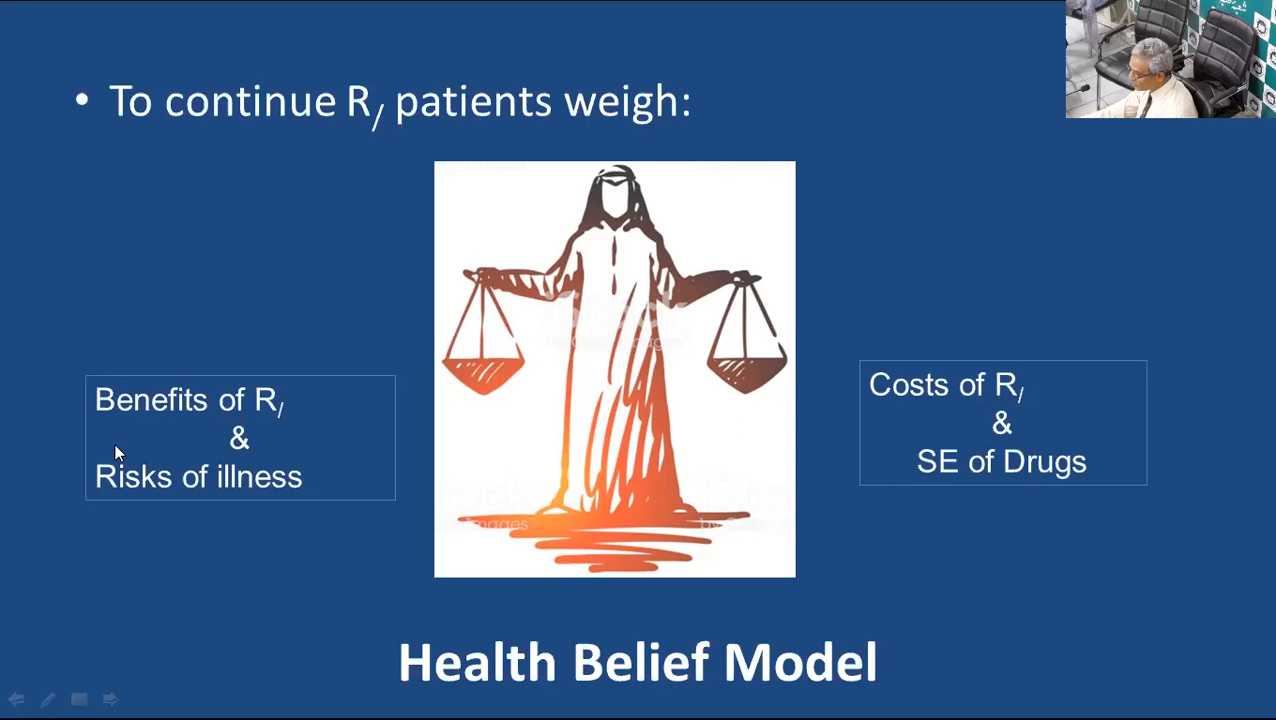 • To continue R/ patients weigh:
Benefits of R/
&
Risks of illness
Costs of R/
&
SE of Drugs
Health Belief Model